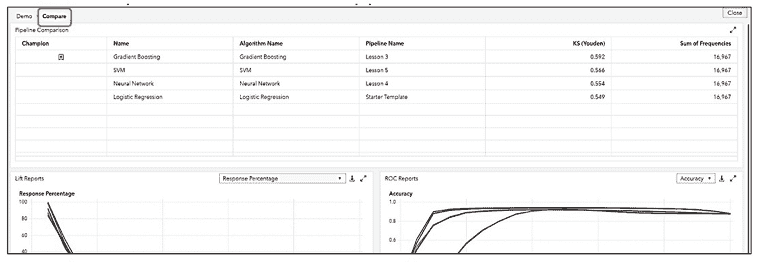 Demo Compare Close
Pipeline Comparison
Champion Name Algorithm Name Pipeline Name KS (Youden) Sum of Frequencies
Gradient Boosting Gradient Boosting Lesson 3 0.592 16,967
SVM SVM Lesson 5 0.566 16,967
Neural Network Neural Network Lesson 4 0.554 16,967
Logistic Regression Logistic Regression Starter Template 0.549 16,967
Lift Reports Response Percentage ROC Reports Accuracy
Response Percentage Accuracy
100 1.0
80 0.8
60 0.6
40